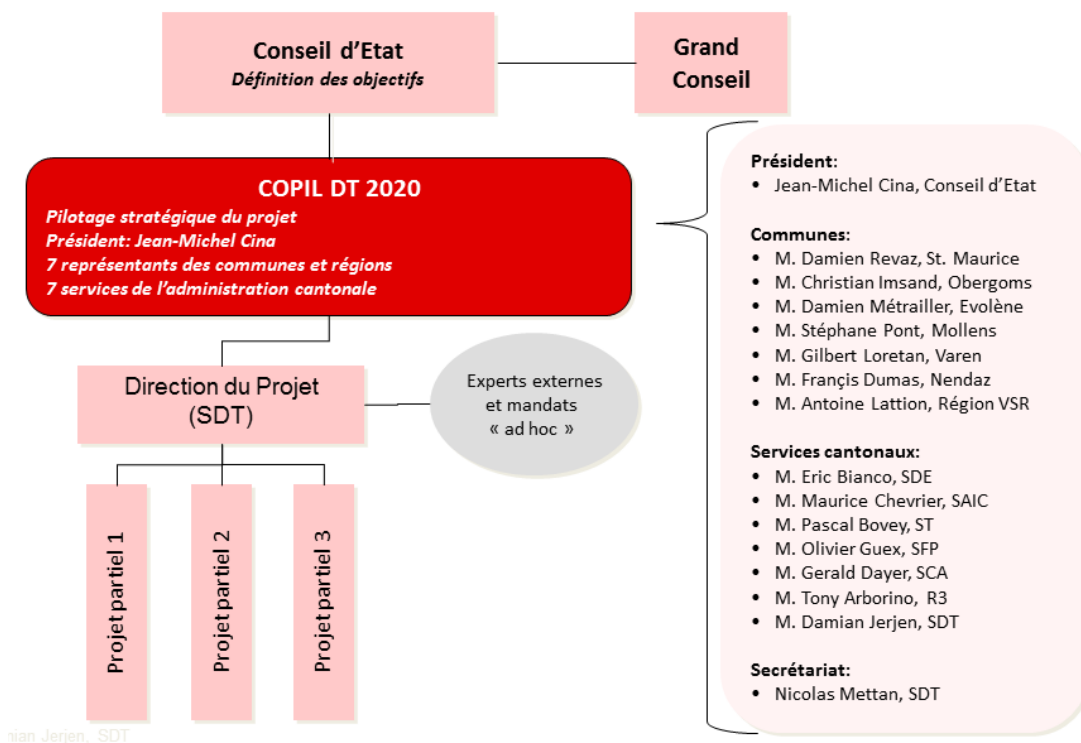 Conseil d'Etat
Définition des objectifs
Grand
Conseil
COPIL DT 2020
Pilotage stratégique du projet
Président: Jean-Michel Cina
7 représentants des communes et régions
7 services de l'administration cantonale
Direction du Projet
(SDT)
Experts externes
et mandats
« ad hoc »
Projet partiel 1
Projet partiel 2
Projet partiel 3
Président:
• Jean-Michel Cina, Conseil d'Etat
Communes:
• M. Damien Revaz, St. Maurice
• M. Christian Imsand, Obergoms
• M. Damien Métrailler, Evolène
• M. Stéphane Pont, Mollens
• M. Gilbert Loretan, Varen
• M. Françis Dumas, Nendaz
• M. Antoine Lattion, Région VSR
Services cantonaux:
• M. Eric Bianco, SDE
• M. Maurice Chevrier, SAIC
• M. Pascal Bovey, ST
• M. Olivier Guex, SFP
• M. Gerald Dayer, SCA
• M. Tony Arborino, R3
• M. Damian Jerjen, SDT
Secrétariat:
• Nicolas Mettan, SDT
Jerjen, SDT